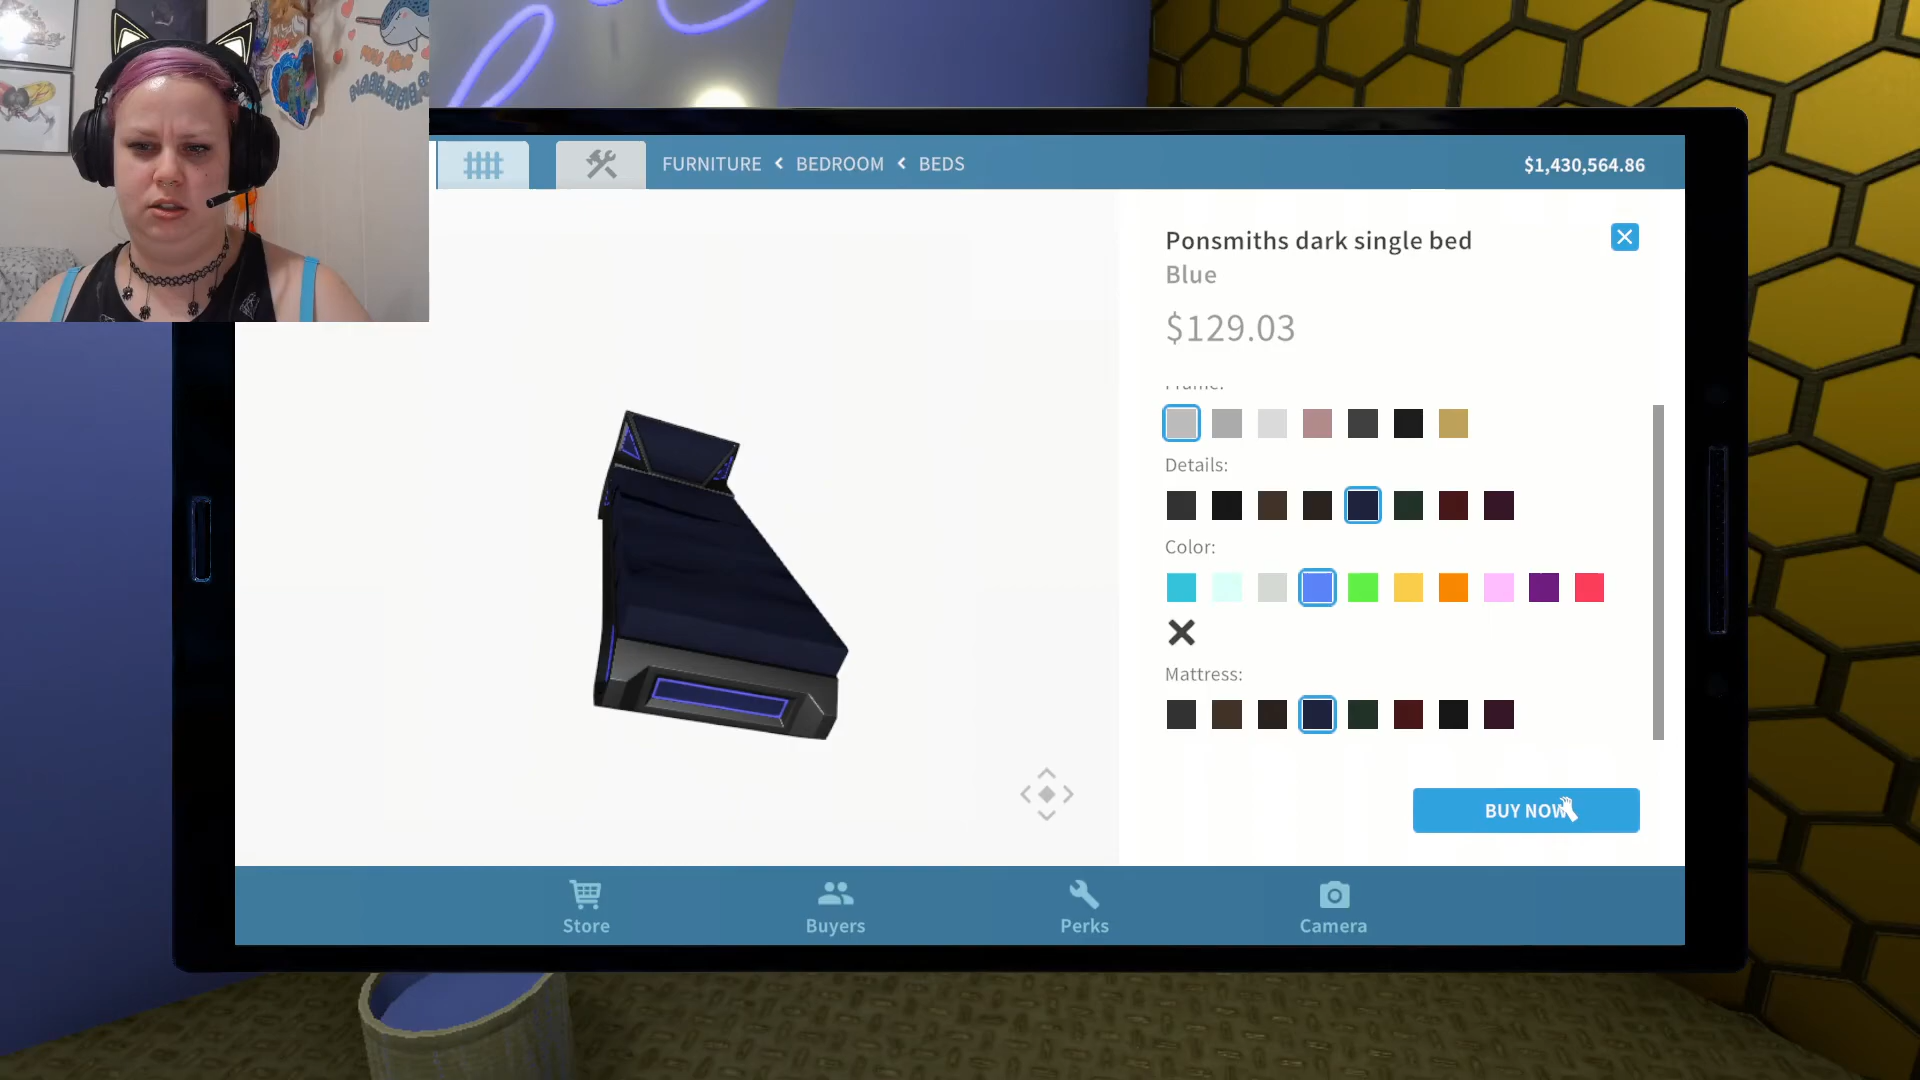 FURNITURE < BEDROOM < BEDS
$1,430,564.86
Ponsmiths dark single bed
Blue
$129.03
Frame:
Details:
Color:
Mattress:
BUY NOW
Store
Buyers
Perks
Camera